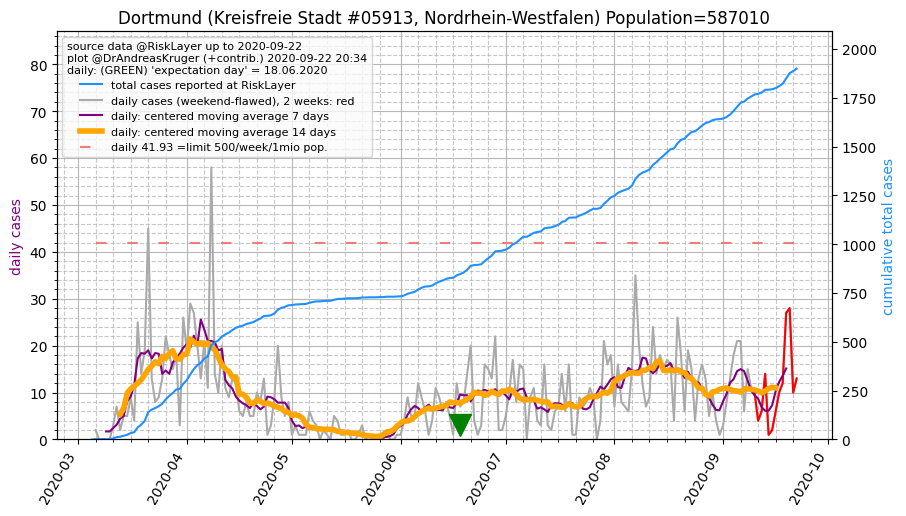 Dortmund (Kreisfreie Stadt #05913, Nordrhein-Westfalen) Population=587010
source data @RiskLayer up to 2020-09-22
plot @DrAndreasKruger (+contrib.) 2020-09-22 20:34
daily: (GREEN) 'expectation day' = 18.06.2020
total cases reported at RiskLayer
daily cases (weekend-flawed), 2 weeks: red
daily: centered moving average 7 days
daily: centered moving average 14 days
daily 41.93 =limit 500/week/1mio pop.
daily cases
80
70
60
50
40
30
20
10
0
2000
1750
1500
1250
1000
750
500
250
0
cumulative total cases
2020-03
2020-04
2020-05
2020-06
2020-07
2020-08
2020-09
2020-10